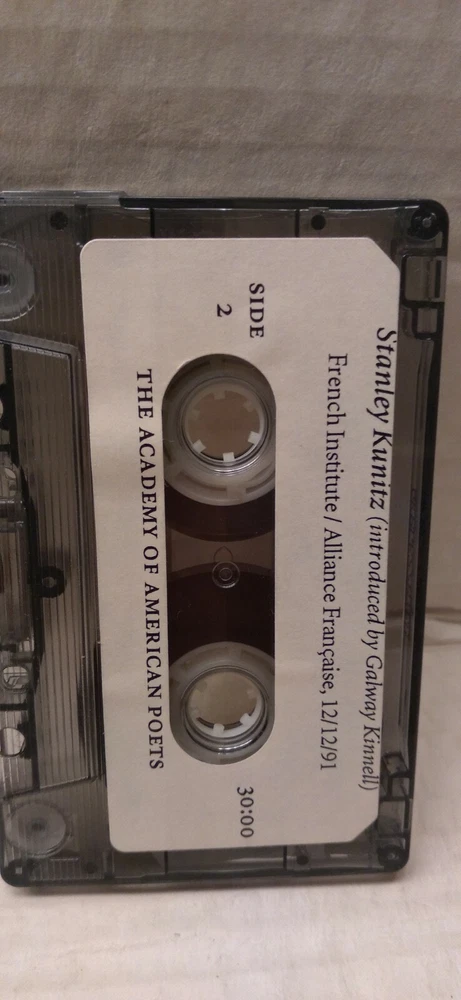 Stanley Kunitz (introduced by Galway Kinnell)
French Institute / Alliance Française, 12/12/91
SIDE
2
30:00
THE ACADEMY OF AMERICAN POETS